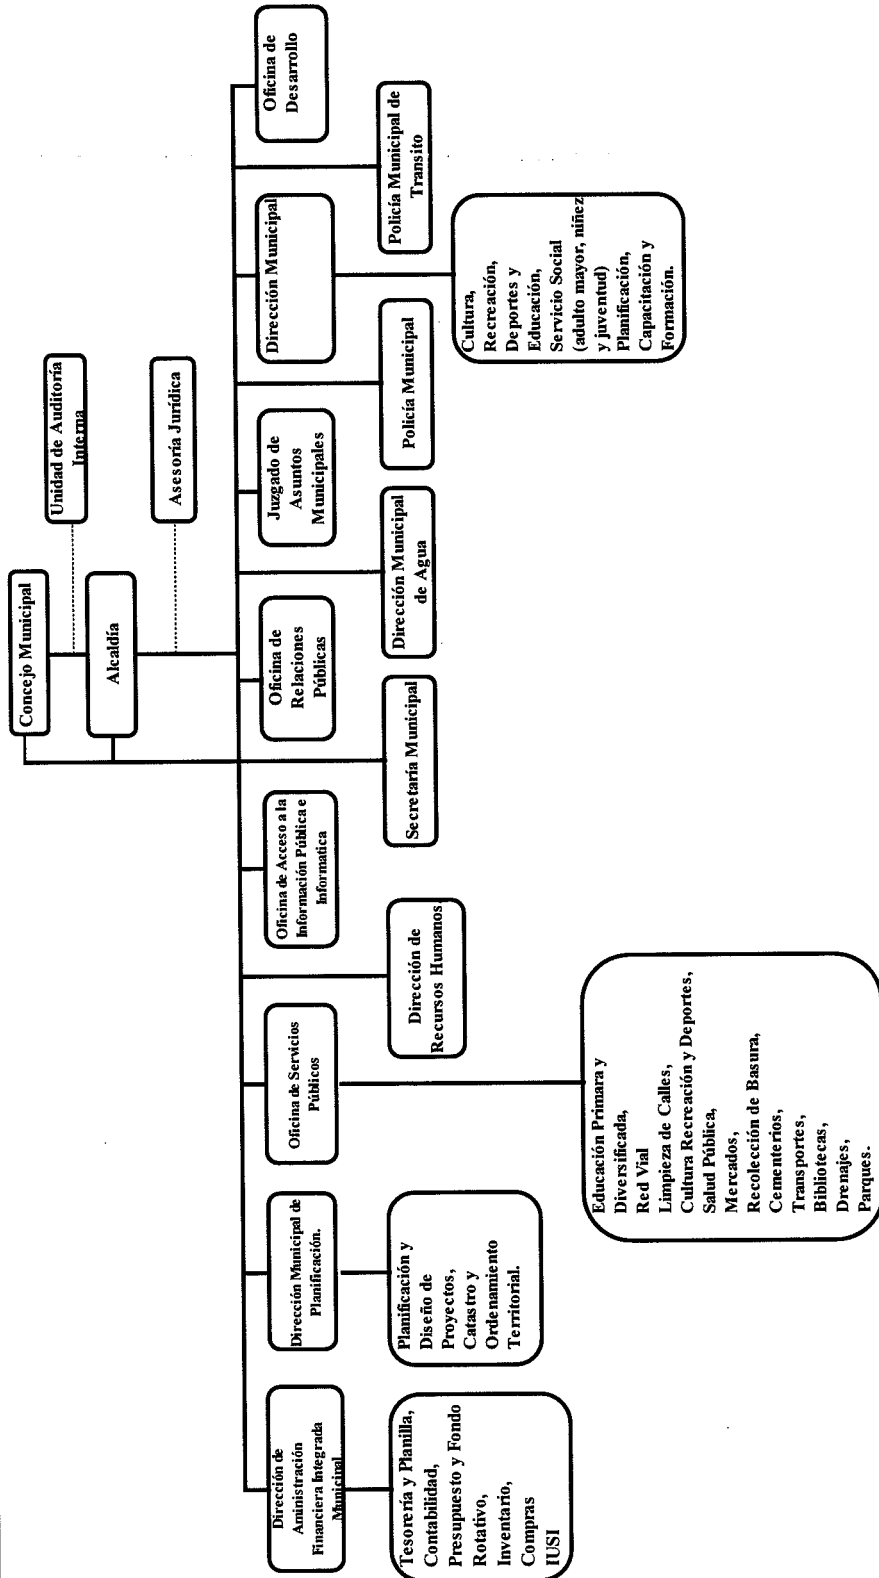 Concejo Municipal
Unidad de Auditoría
Interna
Alcaldía
Asesoría Jurídica
Dirección de
Aministración
Financiera Integrada
Municipal
Dirección Municipal de
Planificación.
Oficina de Servicios
Públicos
Oficina de Acceso a la
Información Pública e
Informatica
Oficina de
Relaciones
Públicas
Juzgado de
Asuntos
Municipales
Dirección Municipal
Oficina de
Desarrollo
Dirección de
Recursos Humanos.
Secretaría Municipal
Dirección Municipal
de Agua
Policía Municipal
Policía Municipal de
Transito
Tesorería y Planilla,
Contabilidad,
Presupuesto y Fondo
Rotativo,
Inventario,
Compras
IUSI
Planificación y
Diseño de
Proyectos,
Catastro y
Ordenamiento
Territorial.
Educación Primara y
Diversificada,
Red Vial
Limpieza de Calles,
Cultura Recreación y Deportes,
Salud Pública,
Mercados,
Recolección de Basura,
Cementerios,
Transportes,
Bibliotecas,
Drenajes,
Parques.
Cultura,
Recreación,
Deportes y
Educación,
Servicio Social
(adulto mayor, niñez
y juventud)
Planificación,
Capacitación y
Formación.